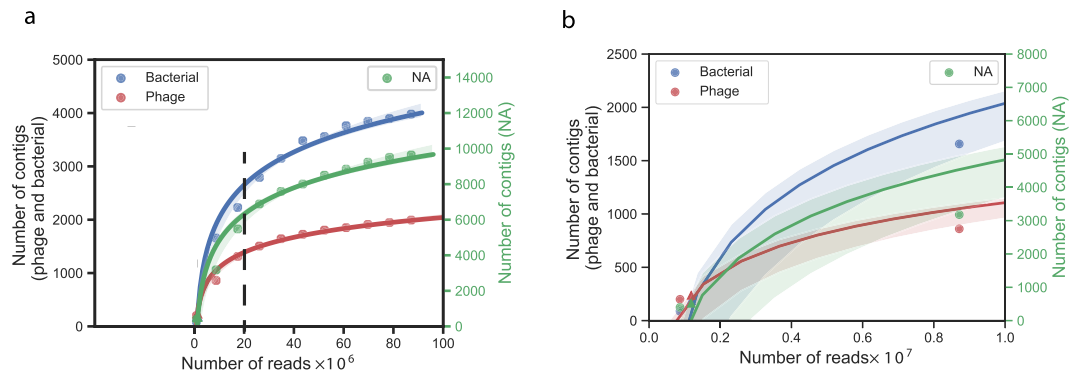 a
5000
4000
3000
2000
1000
0
Number of contigs
(phage and bacterial)
Bacterial
Phage
NA
14000
12000
10000
8000
6000
4000
2000
0
Number of contigs (NA)
0 20 40 60 80 100
Number of reads ×10⁶
b
2500
2000
1500
1000
500
0
Number of contigs
(phage and bacterial)
Bacterial
Phage
NA
8000
7000
6000
5000
4000
3000
2000
1000
0
Number of contigs (NA)
0.0 0.2 0.4 0.6 0.8 1.0
Number of reads× 10⁷